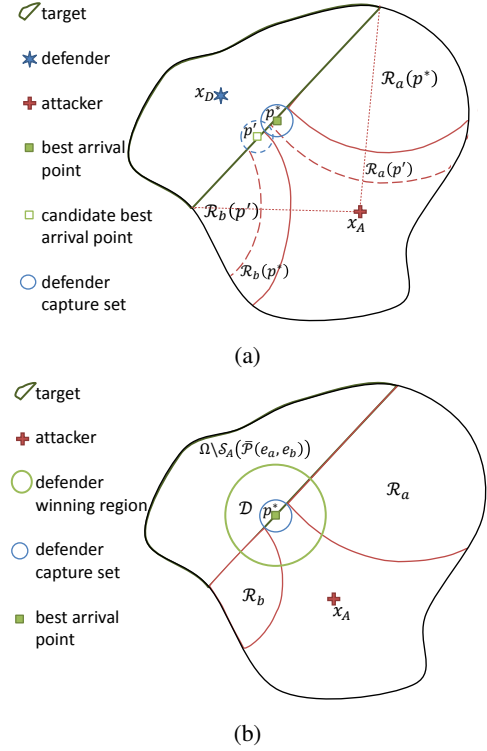 target
defender
attacker
best arrival
point
candidate best
arrival point
defender
capture set
x_D
p*
p′
R_a(p*)
R_a(p′)
x_A
R_b(p′)
R_b(p*)
(a)
target
attacker
defender
winning region
defender
capture set
best arrival
point
Ω\S_A(P̄(e_a, e_b))
D
p*
R_a
R_b
x_A
(b)